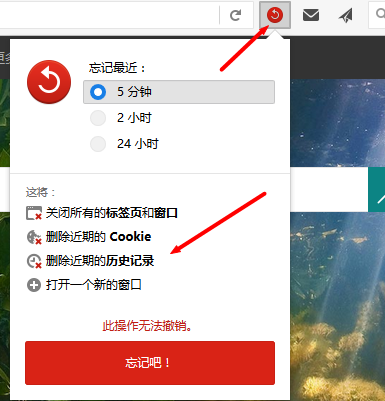 忘记最近：
5 分钟
2 小时
24 小时
这将：
关闭所有的标签页和窗口
删除近期的 Cookie
删除近期的历史记录
打开一个新的窗口
此操作无法撤销。
忘记吧！